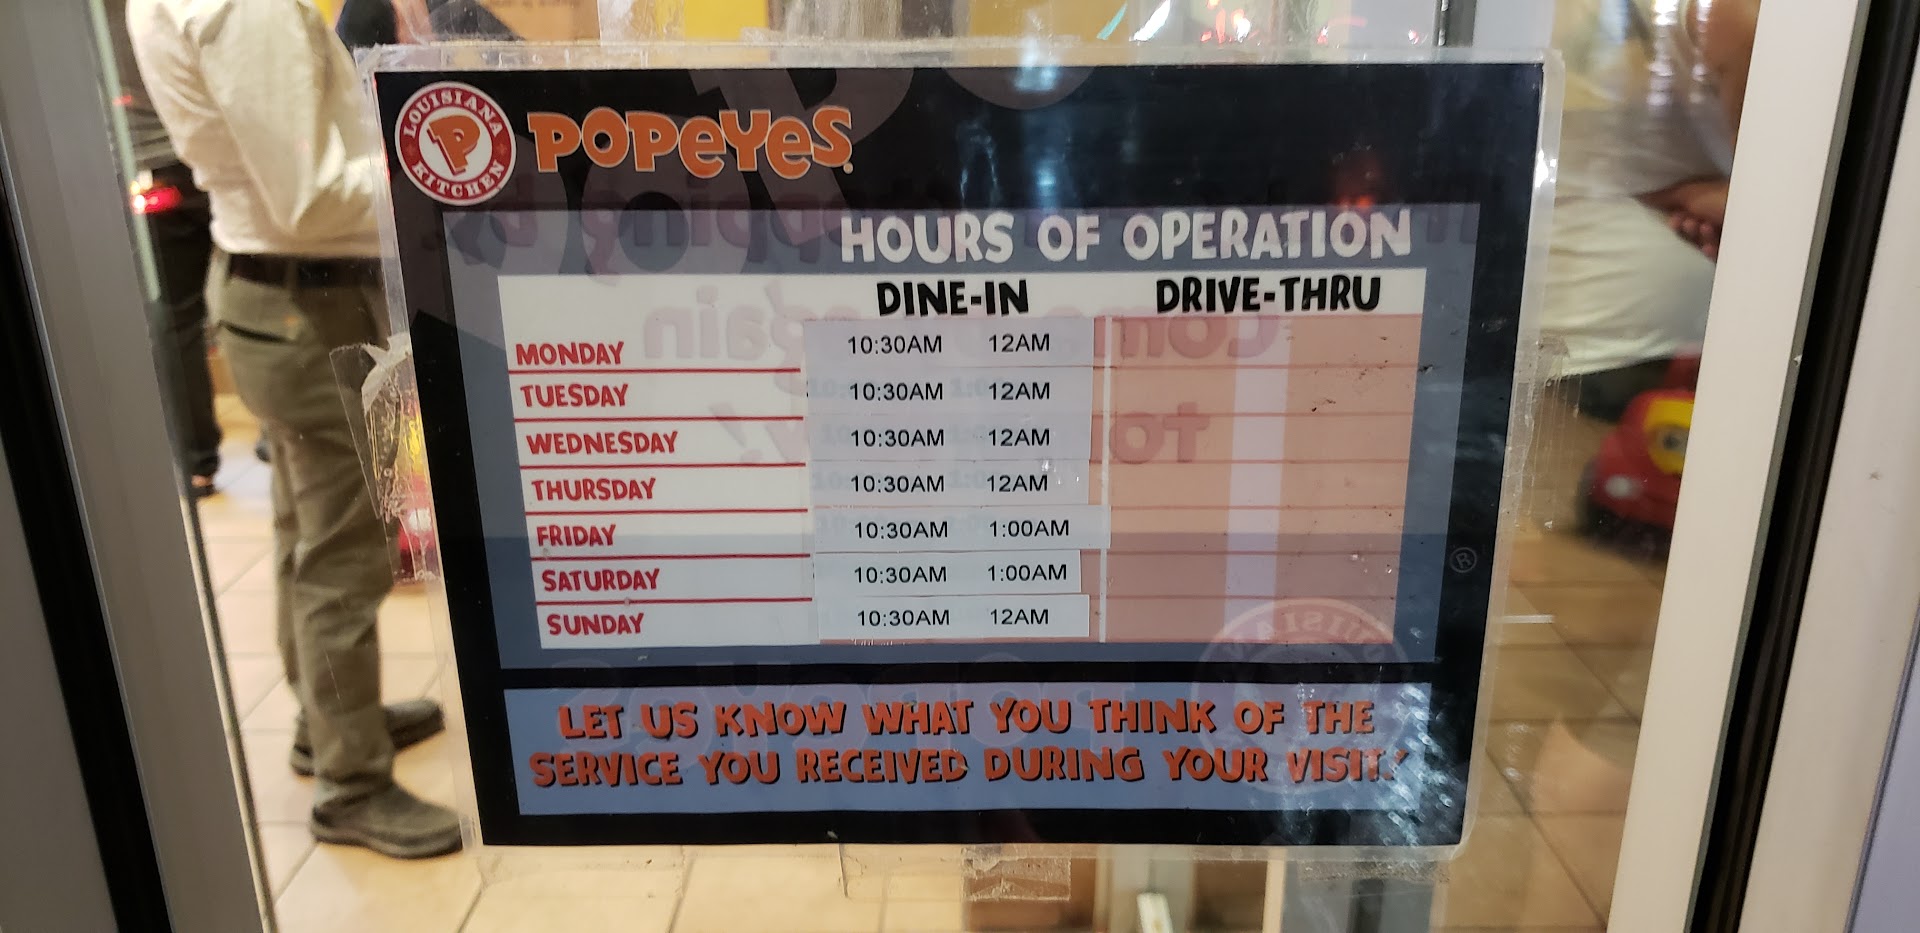 LOUISIANA
P
KITCHEN
POPEYES
HOURS OF OPERATION
DINE-IN DRIVE-THRU
MONDAY 10:30AM 12AM
TUESDAY 10:30AM 12AM
WEDNESDAY 10:30AM 12AM
THURSDAY 10:30AM 12AM
FRIDAY 10:30AM 1:00AM
SATURDAY 10:30AM 1:00AM
SUNDAY 10:30AM 12AM
LET US KNOW WHAT YOU THINK OF THE
SERVICE YOU RECEIVED DURING YOUR VISIT.